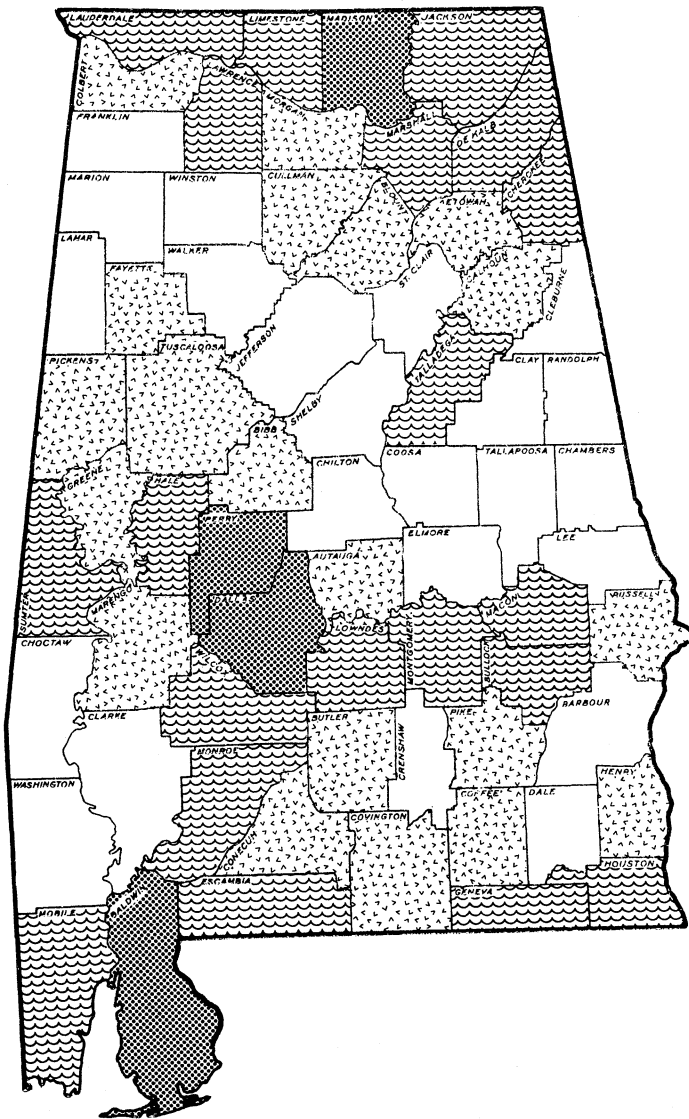 LAUDERDALE
LIMESTONE
MADISON
JACKSON
COLBERT
LAWRENCE
MORGAN
FRANKLIN
MARSHALL
DE KALB
CHEROKEE
MARION
WINSTON
CULLMAN
BLOUNT
ETOWAH
LAMAR
WALKER
ST. CLAIR
CALHOUN
CLEBURNE
FAYETTE
JEFFERSON
TUSCALOOSA
PICKENS
TALLADEGA
CLAY
RANDOLPH
SHELBY
BIBB
GREENE
HALE
CHILTON
COOSA
TALLAPOOSA
CHAMBERS
PERRY
AUTAUGA
ELMORE
LEE
SUMTER
MARENGO
DALLAS
LOWNDES
MONTGOMERY
MACON
BULLOCK
RUSSELL
CHOCTAW
CLARKE
BUTLER
CRENSHAW
PIKE
BARBOUR
MONROE
WASHINGTON
CONECUH
COVINGTON
COFFEE
DALE
HENRY
ESCAMBIA
GENEVA
HOUSTON
MOBILE
BALDWIN